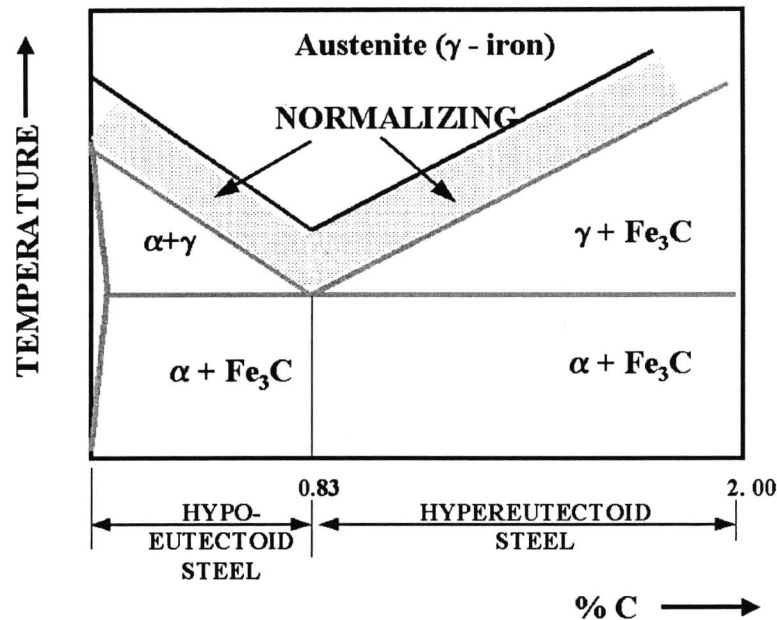 Austenite (γ - iron)
NORMALIZING
TEMPERATURE
α+γ
γ + Fe₃C
α + Fe₃C
α + Fe₃C
0.83
2. 00
HYPO-
EUTECTOID
STEEL
HYPEREUTECTOID
STEEL
% C